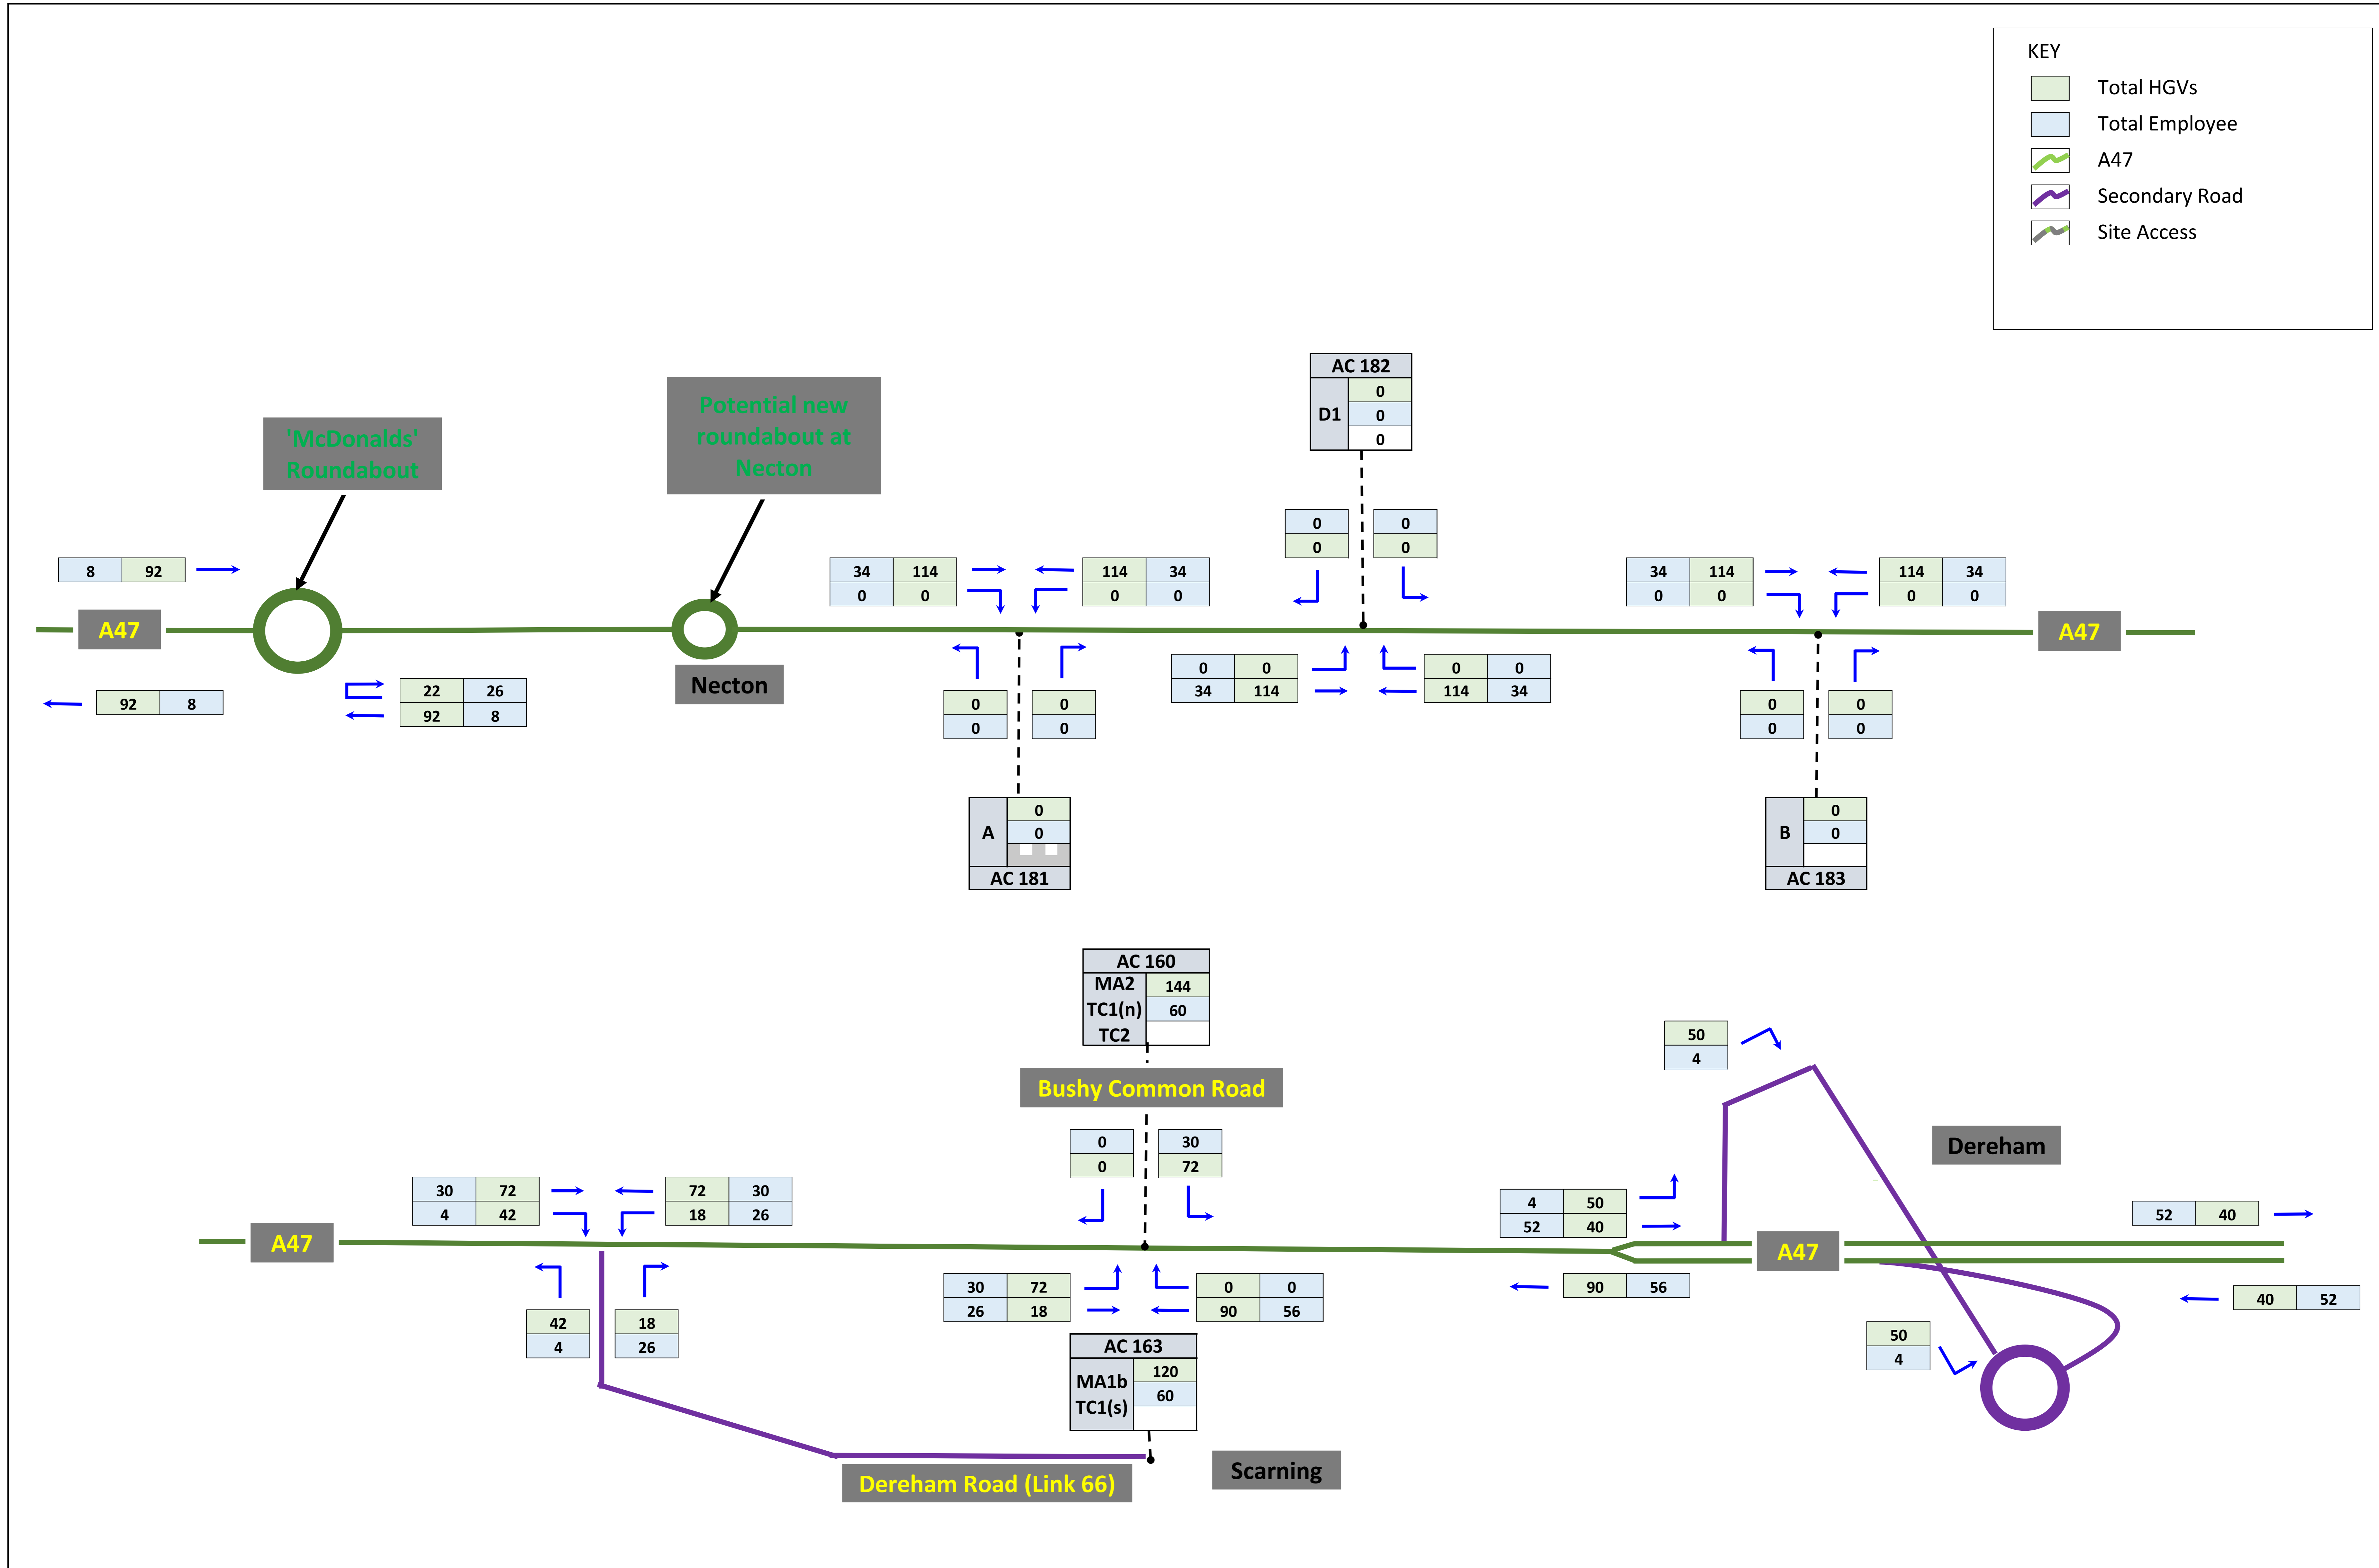 KEY
Total HGVs
Total Employee
A47
Secondary Road
Site Access
AC 182
D1
0
0
0
'McDonalds'
Roundabout
Potential new
roundabout at
Necton
0
0
0
0
8 92
34 114
0 0
114 34
0 0
34 114
0 0
114 34
0 0
A47
A47
Necton
92 8
22 26
92 8
0
0
0
0
0 0
34 114
0 0
114 34
0
0
0
0
A
0
0
AC 181
B
0
0
AC 183
AC 160
MA2
TC1(n)
TC2
144
60
Bushy Common Road
50
4
Dereham
0
0
30
72
30 72
4 42
72 30
18 26
4 50
52 40
52 40
A47
A47
42
4
18
26
30 72
26 18
0 0
90 56
90 56
40 52
AC 163
MA1b
TC1(s)
120
60
50
4
Dereham Road (Link 66)
Scarning